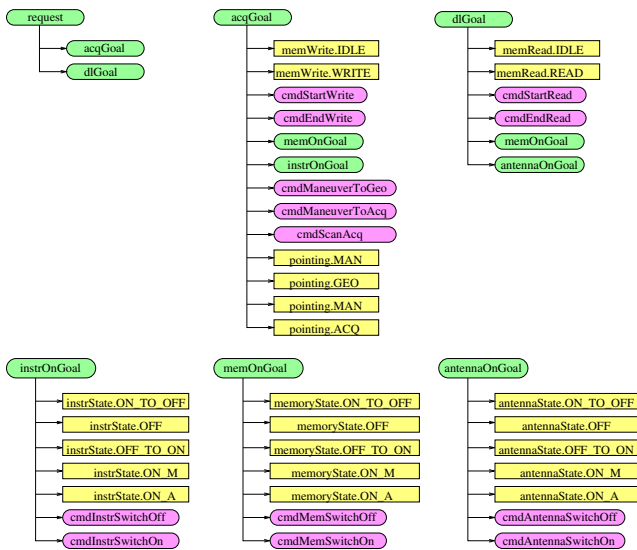 request
acqGoal
dlGoal
acqGoal
memWrite.IDLE
memWrite.WRITE
cmdStartWrite
cmdEndWrite
memOnGoal
instrOnGoal
cmdManeuverToGeo
cmdManeuverToAcq
cmdScanAcq
pointing.MAN
pointing.GEO
pointing.MAN
pointing.ACQ
dlGoal
memRead.IDLE
memRead.READ
cmdStartRead
cmdEndRead
memOnGoal
antennaOnGoal
instrOnGoal
instrState.ON_TO_OFF
instrState.OFF
instrState.OFF_TO_ON
instrState.ON_M
instrState.ON_A
cmdInstrSwitchOff
cmdInstrSwitchOn
memOnGoal
memoryState.ON_TO_OFF
memoryState.OFF
memoryState.OFF_TO_ON
memoryState.ON_M
memoryState.ON_A
cmdMemSwitchOff
cmdMemSwitchOn
antennaOnGoal
antennaState.ON_TO_OFF
antennaState.OFF
antennaState.OFF_TO_ON
antennaState.ON_M
antennaState.ON_A
cmdAntennaSwitchOff
cmdAntennaSwitchOn